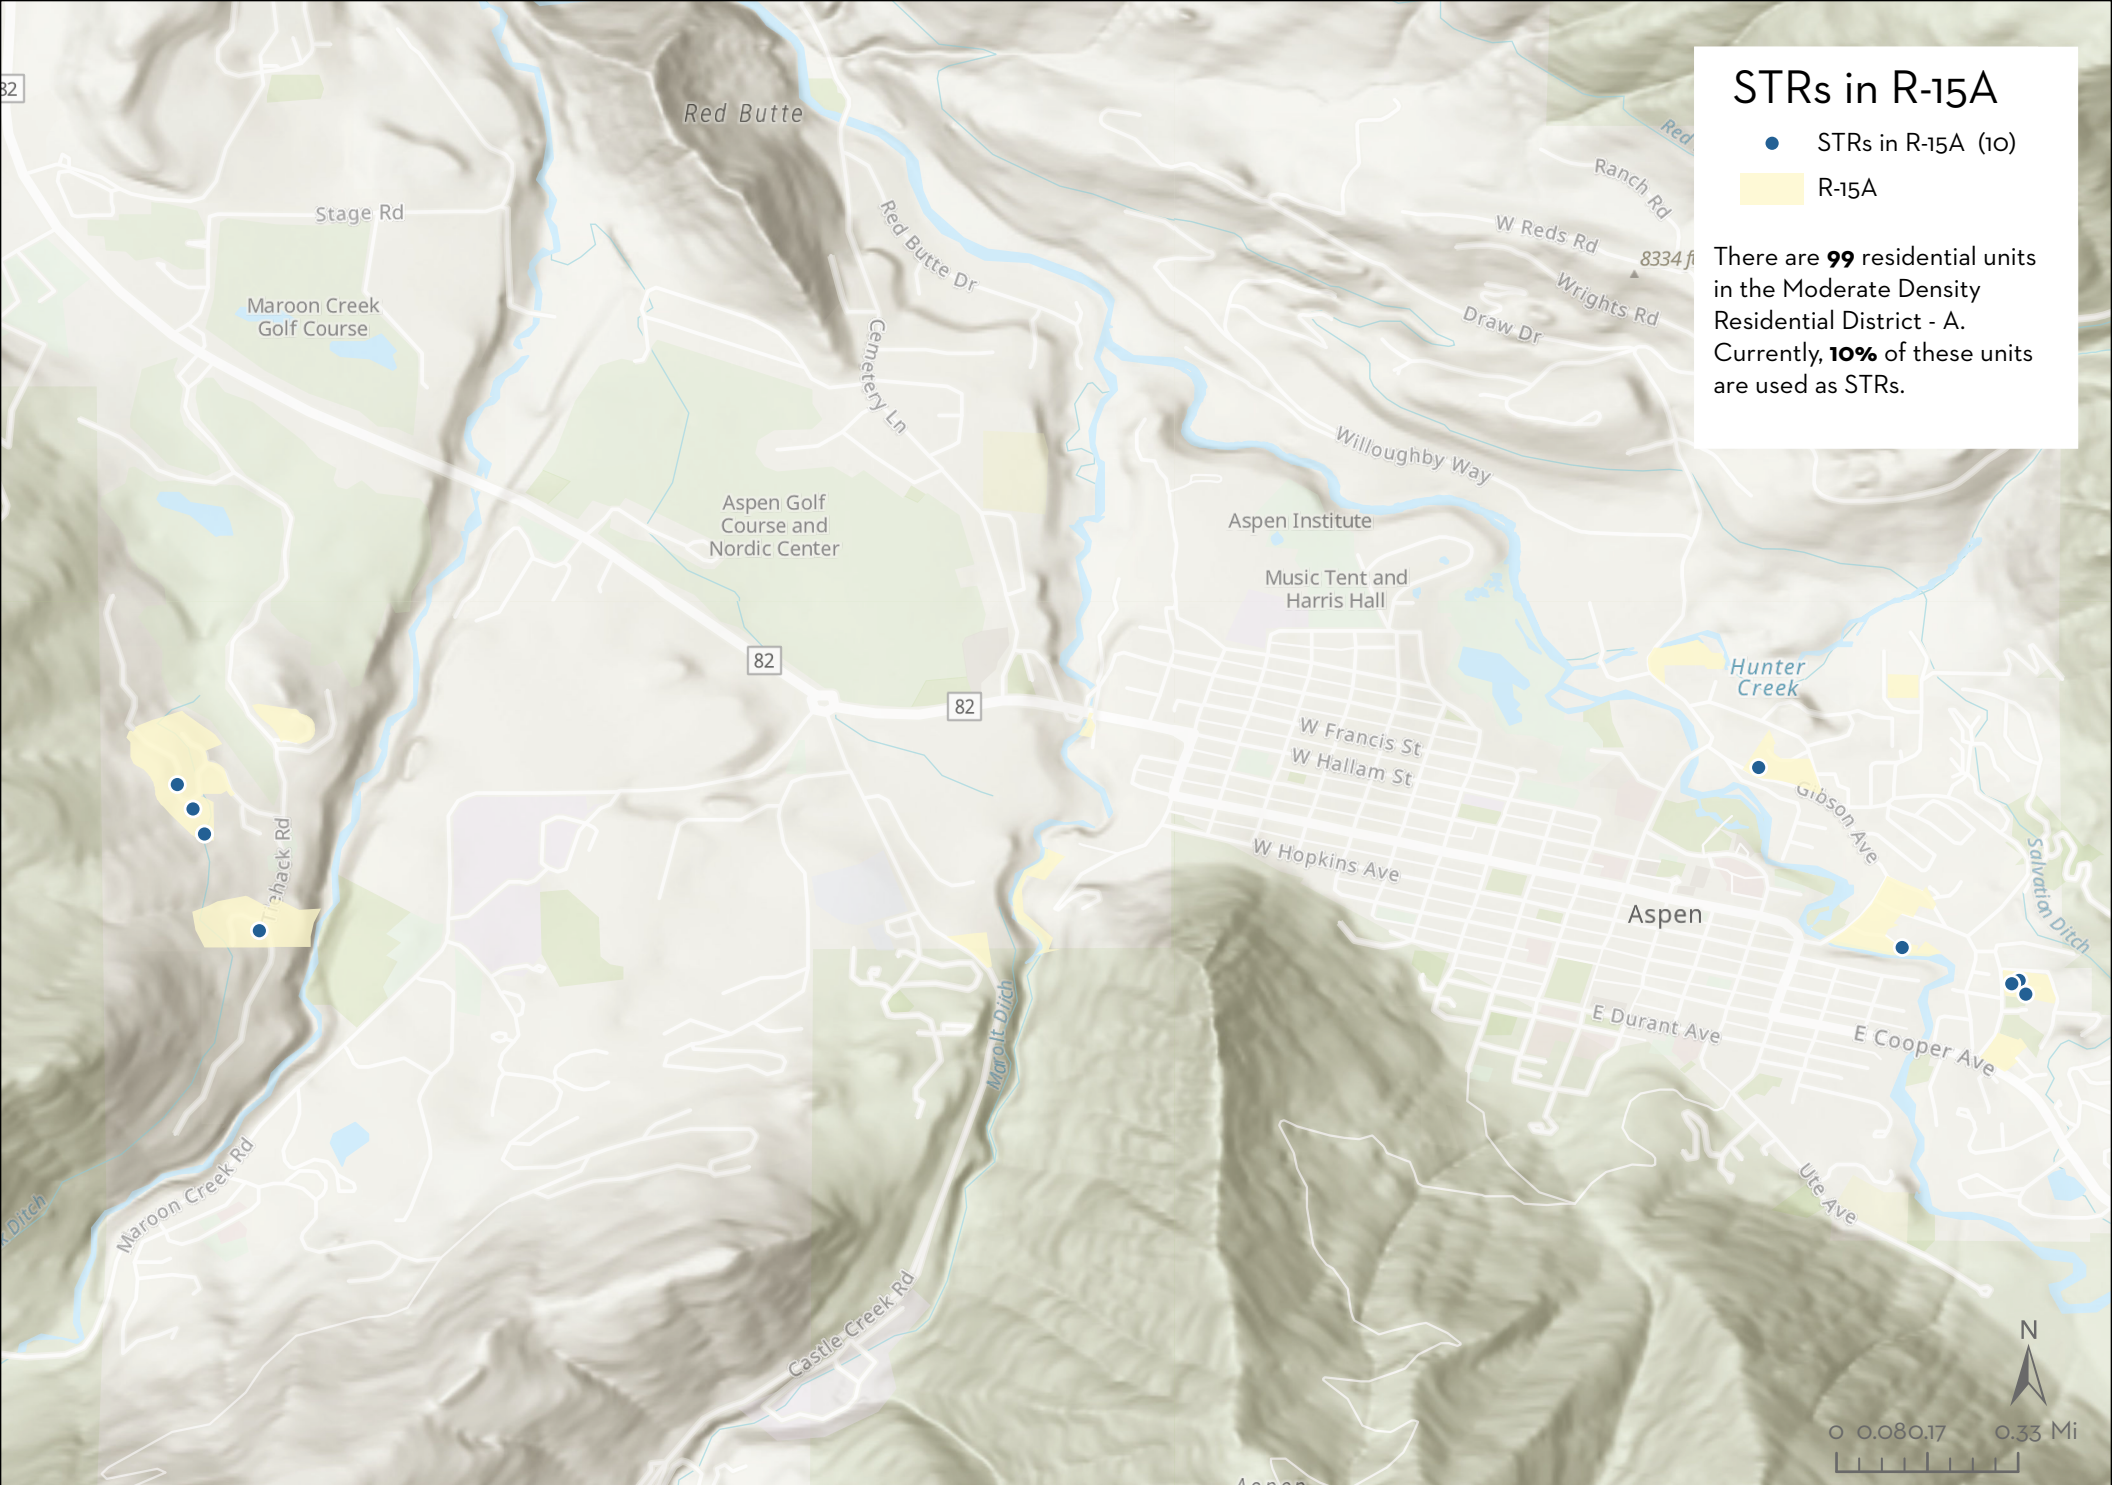 STRs in R-15A
STRs in R-15A (10)
R-15A
There are 99 residential units
in the Moderate Density
Residential District - A.
Currently, 10% of these units
are used as STRs.
82
Red Butte
Red
Ranch Rd
Stage Rd
Red Butte Dr
W Reds Rd
8334 f
Wrights Rd
Maroon Creek
Golf Course
Draw Dr
Cemetery Ln
Willoughby Way
Aspen Golf
Course and
Nordic Center
Aspen Institute
Music Tent and
Harris Hall
82
82
Hunter
Creek
W Francis St
W Hallam St
Gibson Ave
W Hopkins Ave
Salvation Ditch
Aspen
Marolt Ditch
E Durant Ave
E Cooper Ave
Maroon Creek Rd
Ute Ave
Ditch
Castle Creek Rd
N
0 0.080.17 0.33 Mi